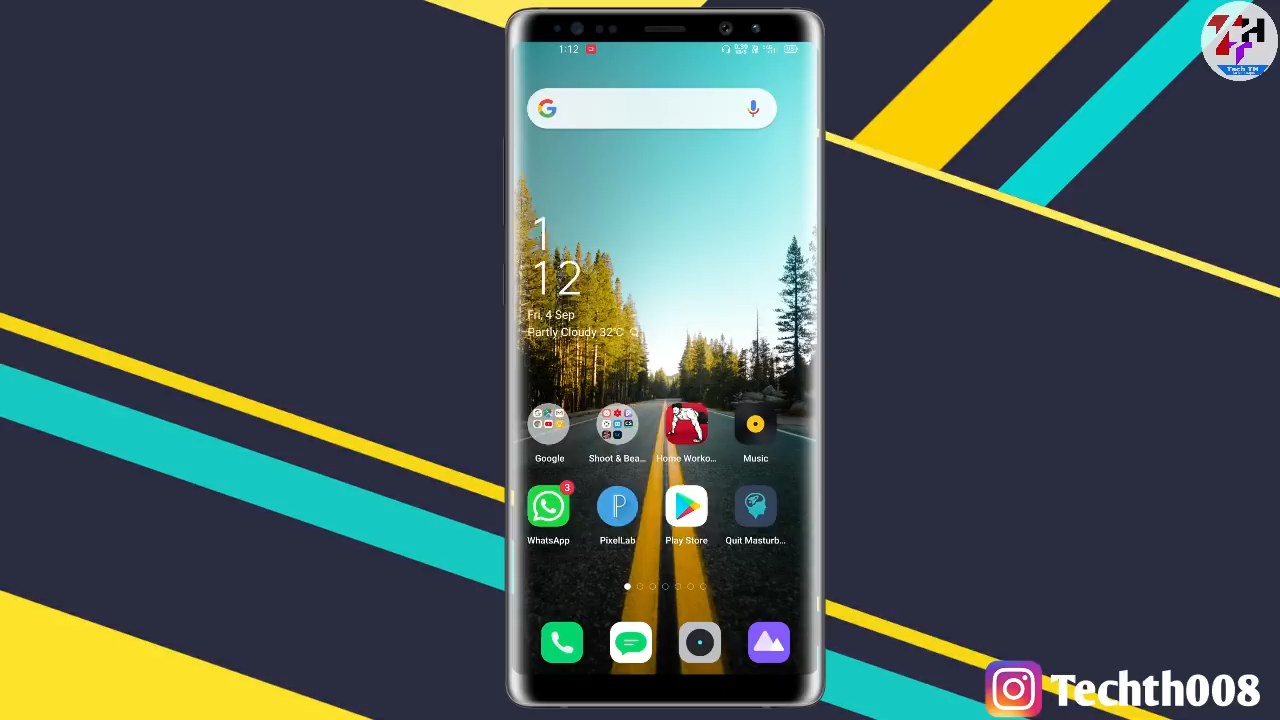 1:12
Tech TH
1
12
Fri, 4 Sep
Partly Cloudy 32°C
Google
Shoot & Bea...
Home Worko...
Music
3
WhatsApp
PixelLab
Play Store
Quit Masturb...
Techth008